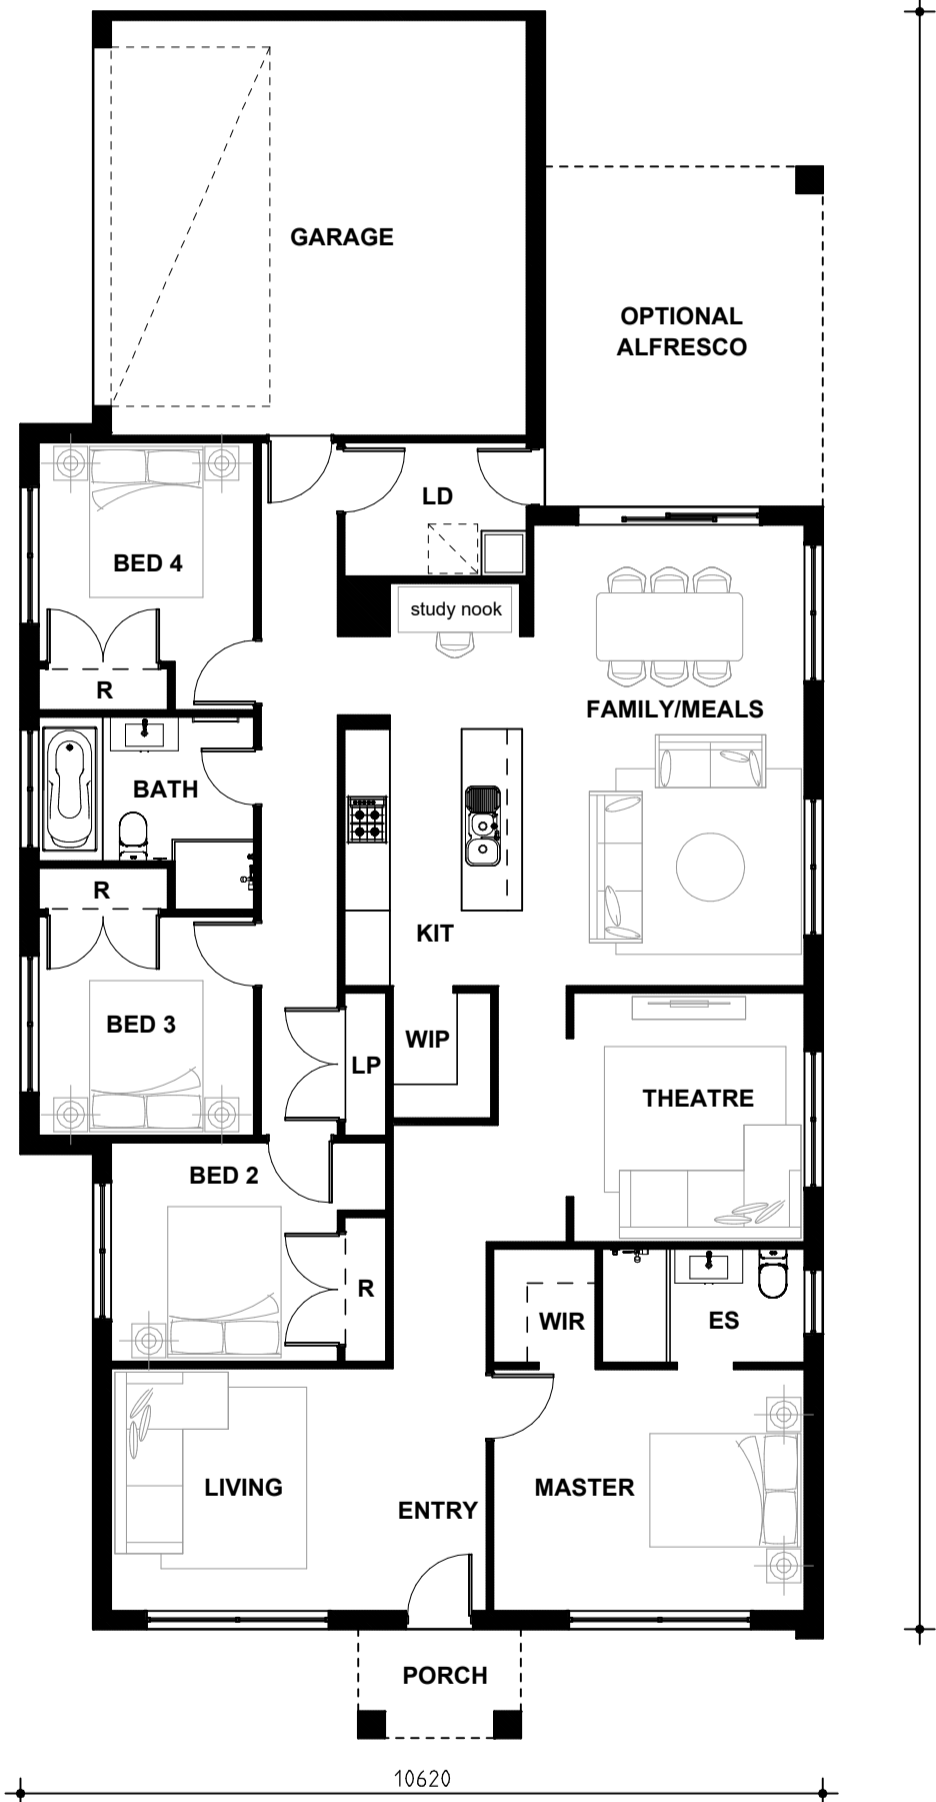 GARAGE
OPTIONAL
ALFRESCO
LD
BED 4
study nook
R
FAMILY/MEALS
BATH
R
KIT
BED 3
WIP
LP
THEATRE
BED 2
R
WIR
ES
LIVING
MASTER
ENTRY
PORCH
10620